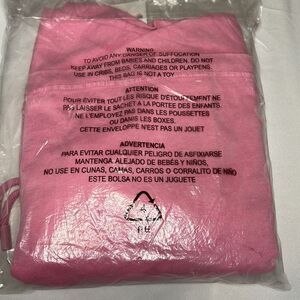 WARNING
TO AVOID ANY DANGER OF SUFFOCATION
KEEP AWAY FROM BABIES AND CHILDREN. DO NOT
USE IN CRIBS, BEDS, CARRIAGES OR PLAYPENS.
THIS BAG IS NOT A TOY
ATTENTION
POUR ÉVITER TOUT LES RISQUE D'ÉTOUFFEMENT NE
PAS LAISSER LE SACHET A LA PORTEE DES ENFANTS.
NE L'EMPLOYEZ PAS DANS LES POUSSETTES
OU DANIS LES BOXES.
CETTE ENVELOPPE N'EST PAS UN JOUET
ADVERTENCIA
PARA EVITAR CUALQUIER PELIGRO DE ASFIXIARSE
MANTENGA ALEJADO DE BEBÉS Y NIÑOS,
NO USE EN CUNAS, CAMAS, CARROS O CORRALITO DE NIÑO
ESTE BOLSA NO ES UN JUGUETE.